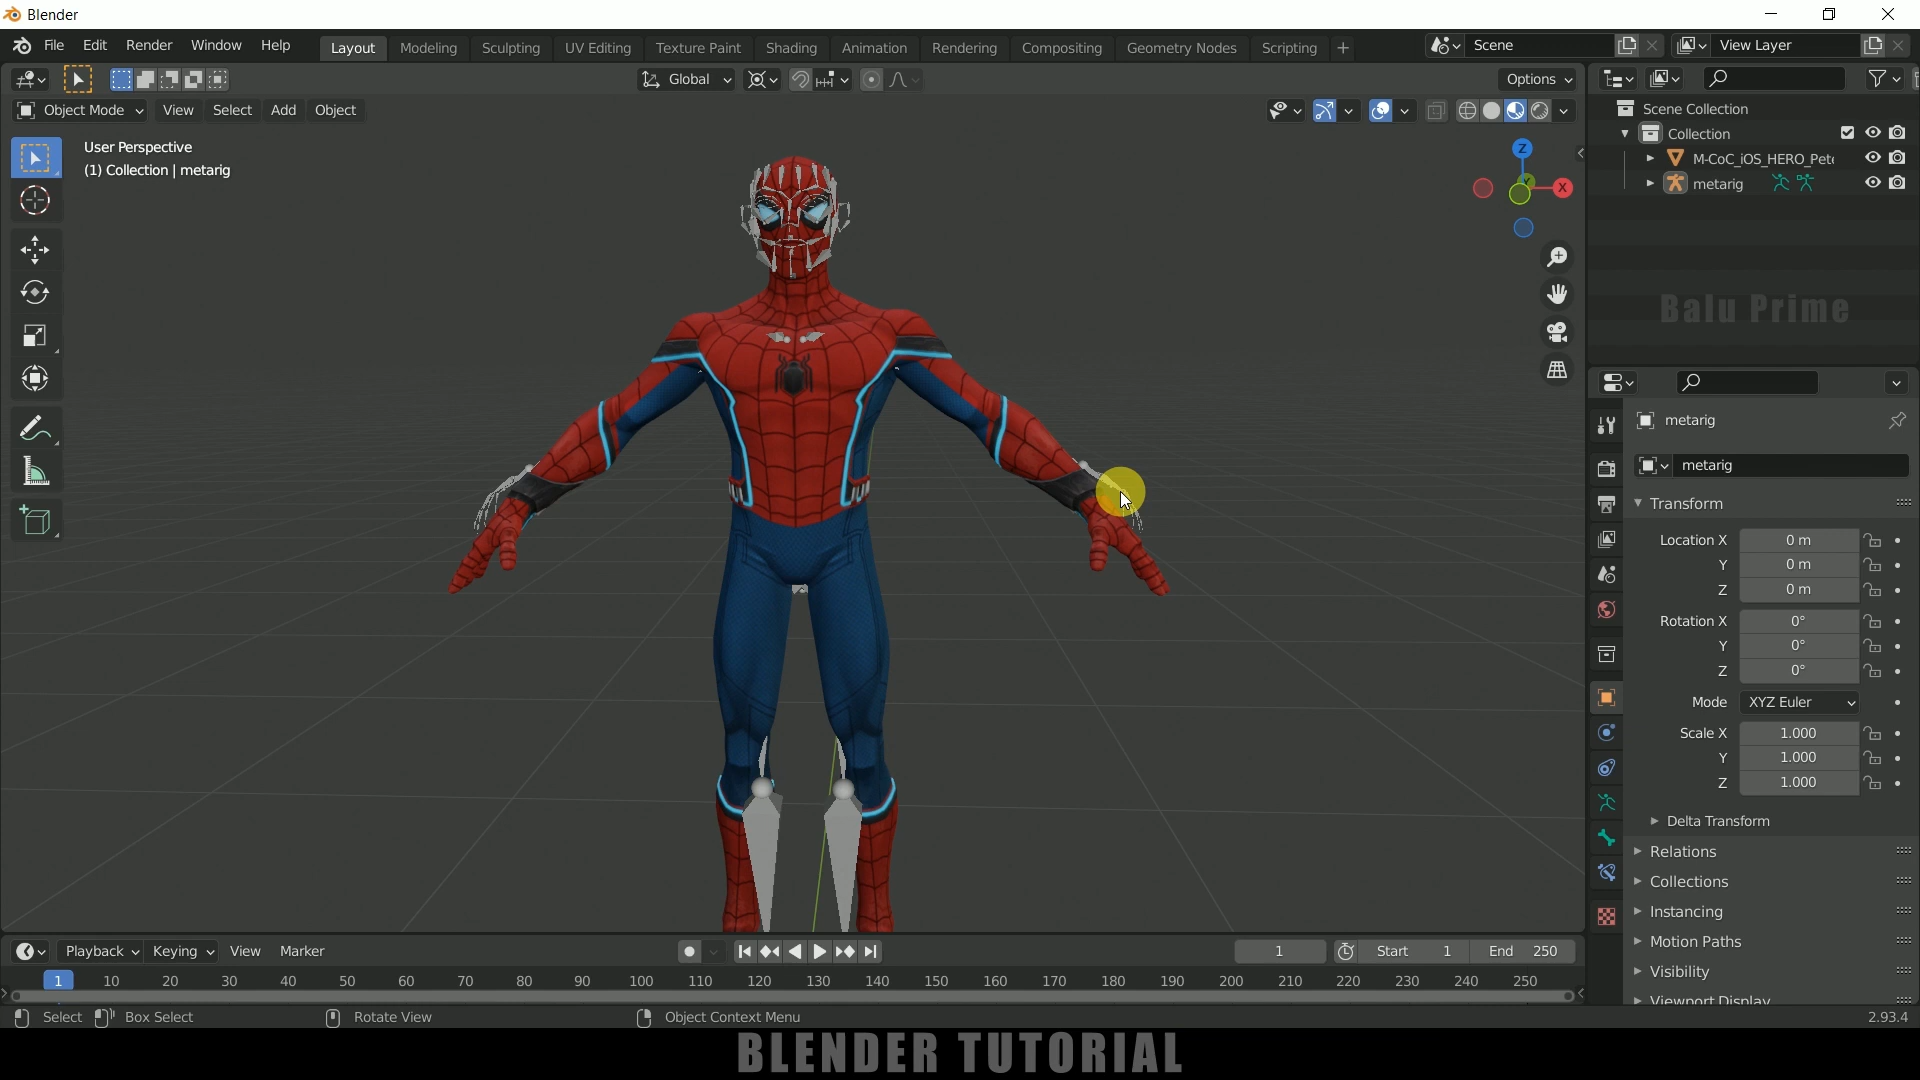 Blender
File Edit Render Window Help Layout Modeling Sculpting UV Editing Texture Paint Shading Animation Rendering Compositing Geometry Nodes Scripting + Scene View Layer
Global Options
Object Mode View Select Add Object
User Perspective
(1) Collection | metarig
Z
Y
X
Scene Collection
Collection
M-CoC_iOS_HERO_Pet
metarig
Balu Prime
metarig
metarig
Transform
Location X 0 m
Y 0 m
Z 0 m
Rotation X 0°
Y 0°
Z 0°
Mode XYZ Euler
Scale X 1.000
Y 1.000
Z 1.000
Delta Transform
Relations
Collections
Instancing
Motion Paths
Visibility
Viewport Display
Playback Keying View Marker 1 Start 1 End 250
1 10 20 30 40 50 60 70 80 90 100 110 120 130 140 150 160 170 180 190 200 210 220 230 240 250
Select Box Select Rotate View Object Context Menu 2.93.4
BLENDER TUTORIAL